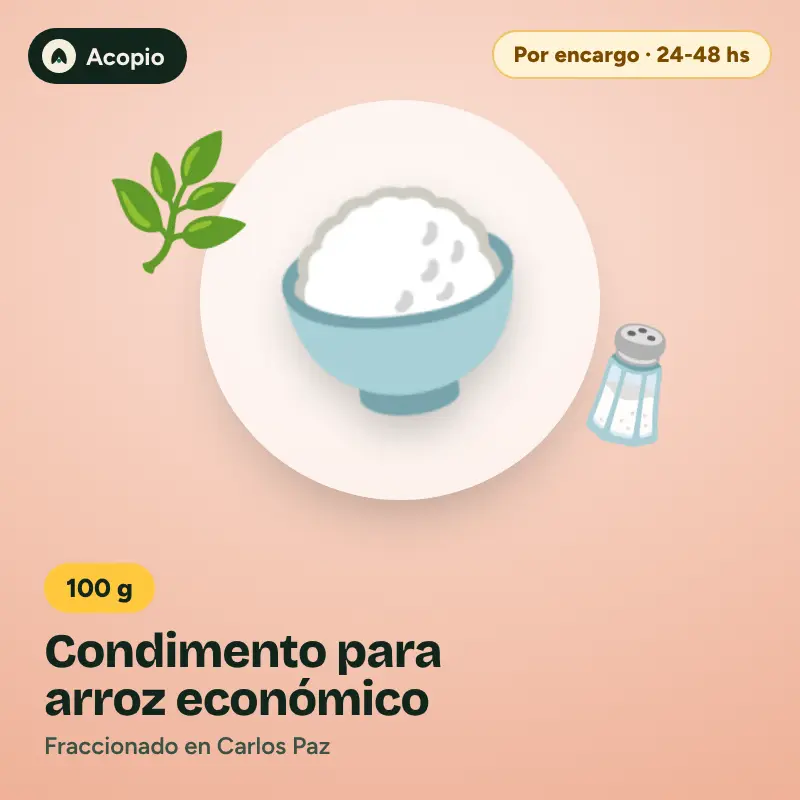 Acopio
Por encargo · 24-48 hs
100 g
Condimento para
arroz económico
Fraccionado en Carlos Paz